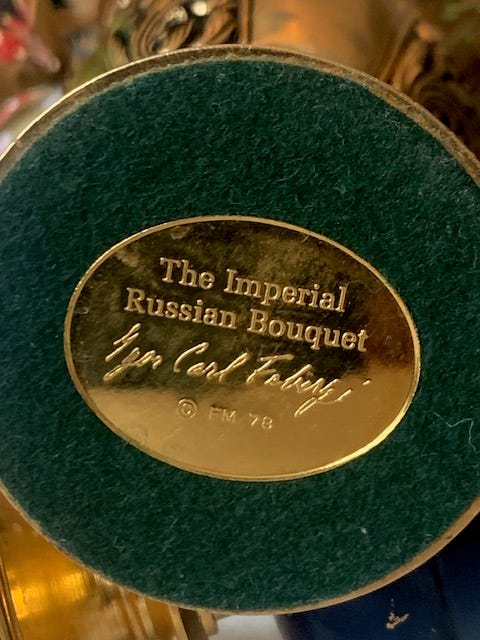 The Imperial
Russian Bouquet
Igor Carl Fabergé
© FM 78